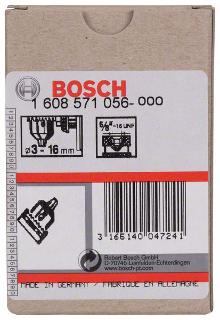 BOSCH
1 608 571 056-000
5/8"-16 UNF
ø3-16 mm
3 165140 047241
Robert Bosch GmbH
D-70745 Leinfelden-Echterdingen
www.bosch-pt.com
MADE IN GERMANY / FABRIQUE EN ALLEMAGNE